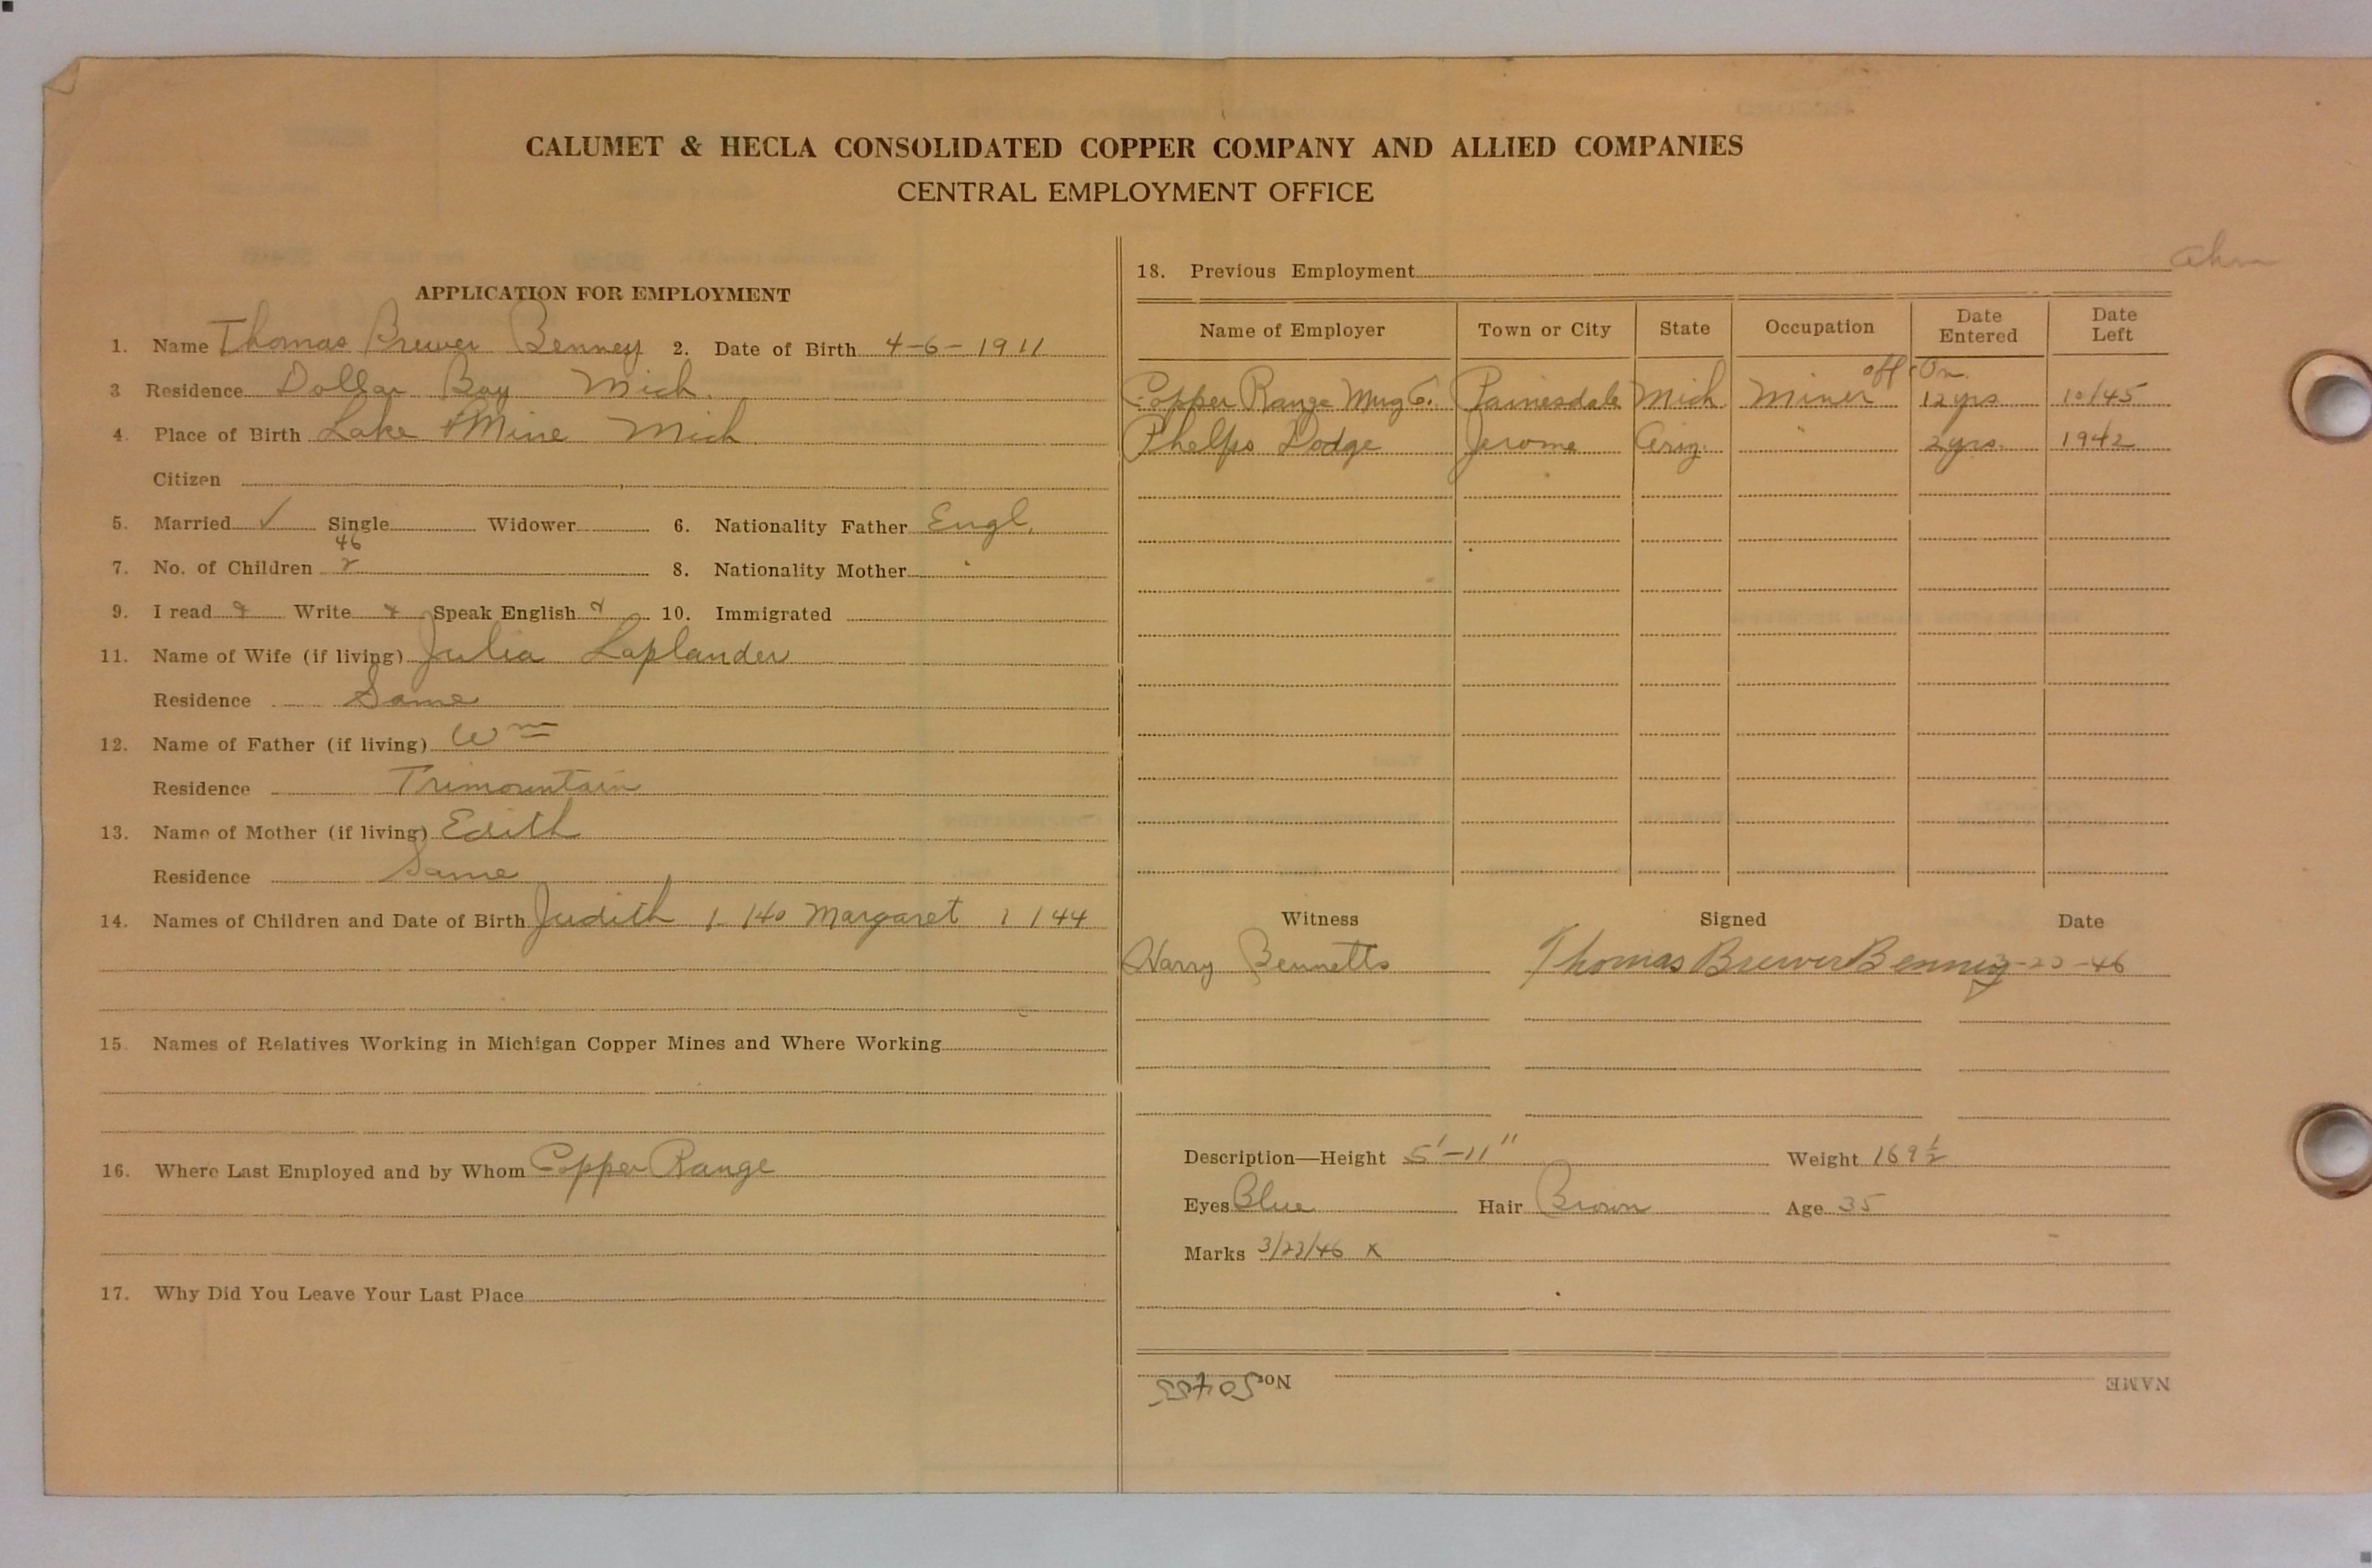 CALUMET & HECLA CONSOLIDATED COPPER COMPANY AND ALLIED COMPANIES
CENTRAL EMPLOYMENT OFFICE
APPLICATION FOR EMPLOYMENT
1. Name Thomas Brewer Benney 2. Date of Birth 4-6-1911
3 Residence Dollar Bay Mich.
4. Place of Birth Lake Mine Mich.
Citizen
5. Married ✓ Single Widower 6. Nationality Father Engl.
46
7. No. of Children 2 8. Nationality Mother "
9. I read Write Speak English 10. Immigrated
11. Name of Wife (if living) Julia Laplander
Residence Same
12. Name of Father (if living) Wm
Residence Trimountain
13. Name of Mother (if living) Edith
Residence Same
14. Names of Children and Date of Birth Judith 1/40 Margaret 1/44
15. Names of Relatives Working in Michigan Copper Mines and Where Working
16. Where Last Employed and by Whom Copper Range
17. Why Did You Leave Your Last Place
18. Previous Employment
Name of Employer Town or City State Occupation Date Entered Date Left
off & On
Copper Range Mng Co. Painesdale Mich Miner 12 yrs 10/45
Phelps Dodge Jerome Ariz. " 2 yrs. 1942
Witness Signed Date
Harry Bennetts Thomas Brewer Benney 3-22-46
Description—Height 5'-11" Weight 169 1/2
Eyes Blue Hair Brown Age 35
Marks 3/22/46 x
NAME No. 50455